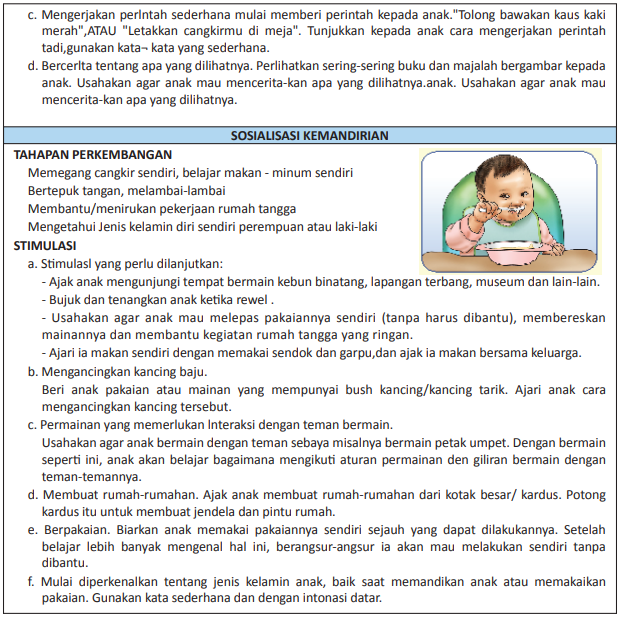 c. Mengerjakan perlntah sederhana mulai memberi perintah kepada anak."Tolong bawakan kaus kaki
merah",ATAU "Letakkan cangkirmu di meja". Tunjukkan kepada anak cara mengerjakan perintah
tadi,gunakan kata¬ kata yang sederhana.
d. Bercerlta tentang apa yang dilihatnya. Perlihatkan sering-sering buku dan majalah bergambar kepada
anak. Usahakan agar anak mau mencerita-kan apa yang dilihatnya.anak. Usahakan agar anak mau
mencerita-kan apa yang dilihatnya.
SOSIALISASI KEMANDIRIAN
TAHAPAN PERKEMBANGAN
Memegang cangkir sendiri, belajar makan - minum sendiri
Bertepuk tangan, melambai-lambai
Membantu/menirukan pekerjaan rumah tangga
Mengetahui Jenis kelamin diri sendiri perempuan atau laki-laki
STIMULASI
a. Stimulasl yang perlu dilanjutkan:
- Ajak anak mengunjungi tempat bermain kebun binatang, lapangan terbang, museum dan lain-lain.
- Bujuk dan tenangkan anak ketika rewel .
- Usahakan agar anak mau melepas pakaiannya sendiri (tanpa harus dibantu), membereskan
mainannya dan membantu kegiatan rumah tangga yang ringan.
- Ajari ia makan sendiri dengan memakai sendok dan garpu,dan ajak ia makan bersama keluarga.
b. Mengancingkan kancing baju.
Beri anak pakaian atau mainan yang mempunyai bush kancing/kancing tarik. Ajari anak cara
mengancingkan kancing tersebut.
c. Permainan yang memerlukan lnteraksi dengan teman bermain.
Usahakan agar anak bermain dengan teman sebaya misalnya bermain petak umpet. Dengan bermain
seperti ini, anak akan belajar bagaimana mengikuti aturan permainan den giliran bermain dengan
teman-temannya.
d. Membuat rumah-rumahan. Ajak anak membuat rumah-rumahan dari kotak besar/ kardus. Potong
kardus itu untuk membuat jendela dan pintu rumah.
e. Berpakaian. Biarkan anak memakai pakaiannya sendiri sejauh yang dapat dilakukannya. Setelah
belajar lebih banyak mengenal hal ini, berangsur-angsur ia akan mau melakukan sendiri tanpa
dibantu.
f. Mulai diperkenalkan tentang jenis kelamin anak, baik saat memandikan anak atau memakaikan
pakaian. Gunakan kata sederhana dan dengan intonasi datar.